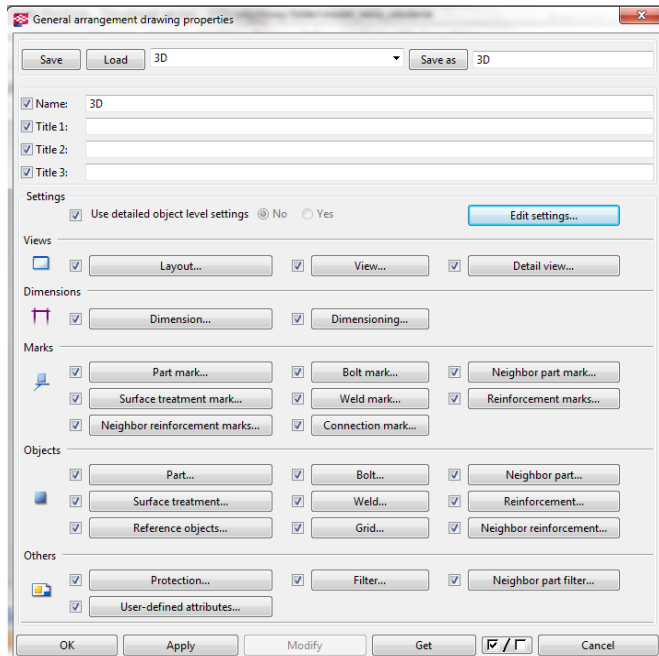 General arrangement drawing properties
Save Load 3D Save as 3D
Name: 3D
Title 1:
Title 2:
Title 3:
Settings
Use detailed object level settings No Yes Edit settings...
Views
Layout... View... Detail view...
Dimensions
Dimension... Dimensioning...
Marks
Part mark... Bolt mark... Neighbor part mark...
Surface treatment mark... Weld mark... Reinforcement marks...
Neighbor reinforcement marks... Connection mark...
Objects
Part... Bolt... Neighbor part...
Surface treatment... Weld... Reinforcement...
Reference objects... Grid... Neighbor reinforcement...
Others
Protection... Filter... Neighbor part filter...
User-defined attributes...
OK Apply Modify Get / Cancel